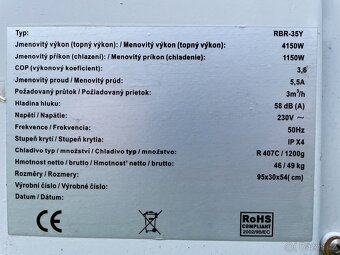 Typ: RBR-35Y
Jmenovitý výkon (topný výkon): / Menovitý výkon (topný výkon): 4150W
Jmenovitý příkon (chlazení): / Menovitý príkon (chladenie): 1150W
COP (výkonový koeficient): 3,6
Jmenovitý proud / Menovitý prúd: 5,5A
Požadovaný průtok / Požiadavaný prietok: 3m³/h
Hladina hluku: 58 dB (A)
Napětí / Napätie: 230V ~
Frekvence / Frekvencia: 50Hz
Stupeň krytí / Stupeň krytia: IP X4
Chladivo typ / množství / Chladivo typ / množstvo: R 407C / 1200g
Hmotnost netto / brutto / Hmotnosť netto / brutto: 46 / 49 kg
Rozměry / Rozmery: 95x30x54( cm )
Výrobní číslo / Výrobné číslo:
Datum / Dátum:
CE
RoHS
COMPLIANT
2002/95/EC